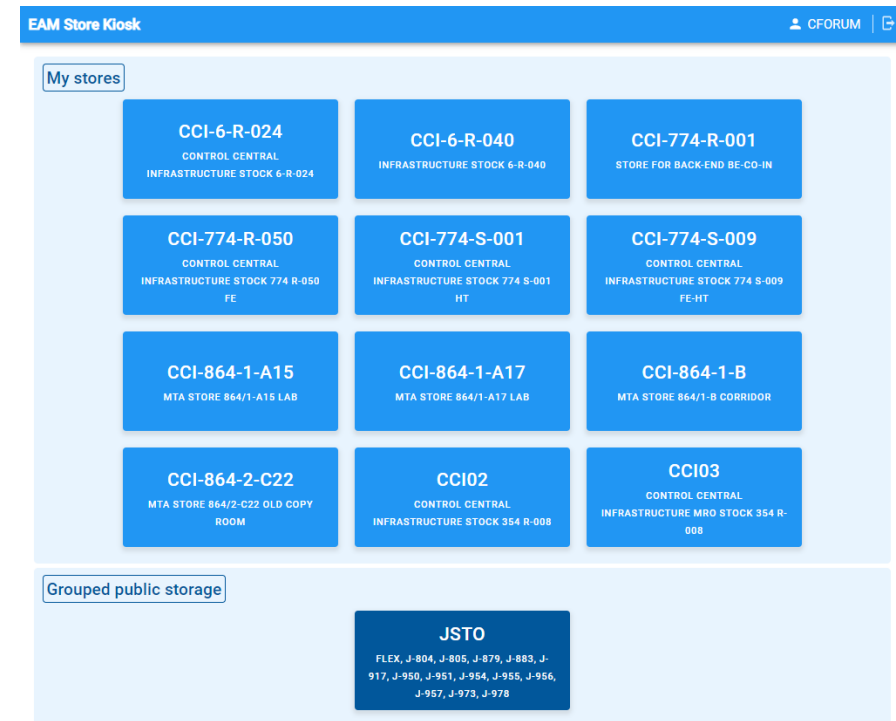 EAM Store Kiosk
CFORUM
My stores
CCI-6-R-024
CONTROL CENTRAL
INFRASTRUCTURE STOCK 6-R-024
CCI-6-R-040
INFRASTRUCTURE STOCK 6-R-040
CCI-774-R-001
STORE FOR BACK-END BE-CO-IN
CCI-774-R-050
CONTROL CENTRAL
INFRASTRUCTURE STOCK 774 R-050
FE
CCI-774-S-001
CONTROL CENTRAL
INFRASTRUCTURE STOCK 774 S-001
HT
CCI-774-S-009
CONTROL CENTRAL
INFRASTRUCTURE STOCK 774 S-009
FE-HT
CCI-864-1-A15
MTA STORE 864/1-A15 LAB
CCI-864-1-A17
MTA STORE 864/1-A17 LAB
CCI-864-1-B
MTA STORE 864/1-B CORRIDOR
CCI-864-2-C22
MTA STORE 864/2-C22 OLD COPY
ROOM
CCI02
CONTROL CENTRAL
INFRASTRUCTURE STOCK 354 R-008
CCI03
CONTROL CENTRAL
INFRASTRUCTURE MRO STOCK 354 R-
008
Grouped public storage
JSTO
FLEX, J-804, J-805, J-879, J-883, J-
917, J-950, J-951, J-954, J-955, J-956,
J-957, J-973, J-978